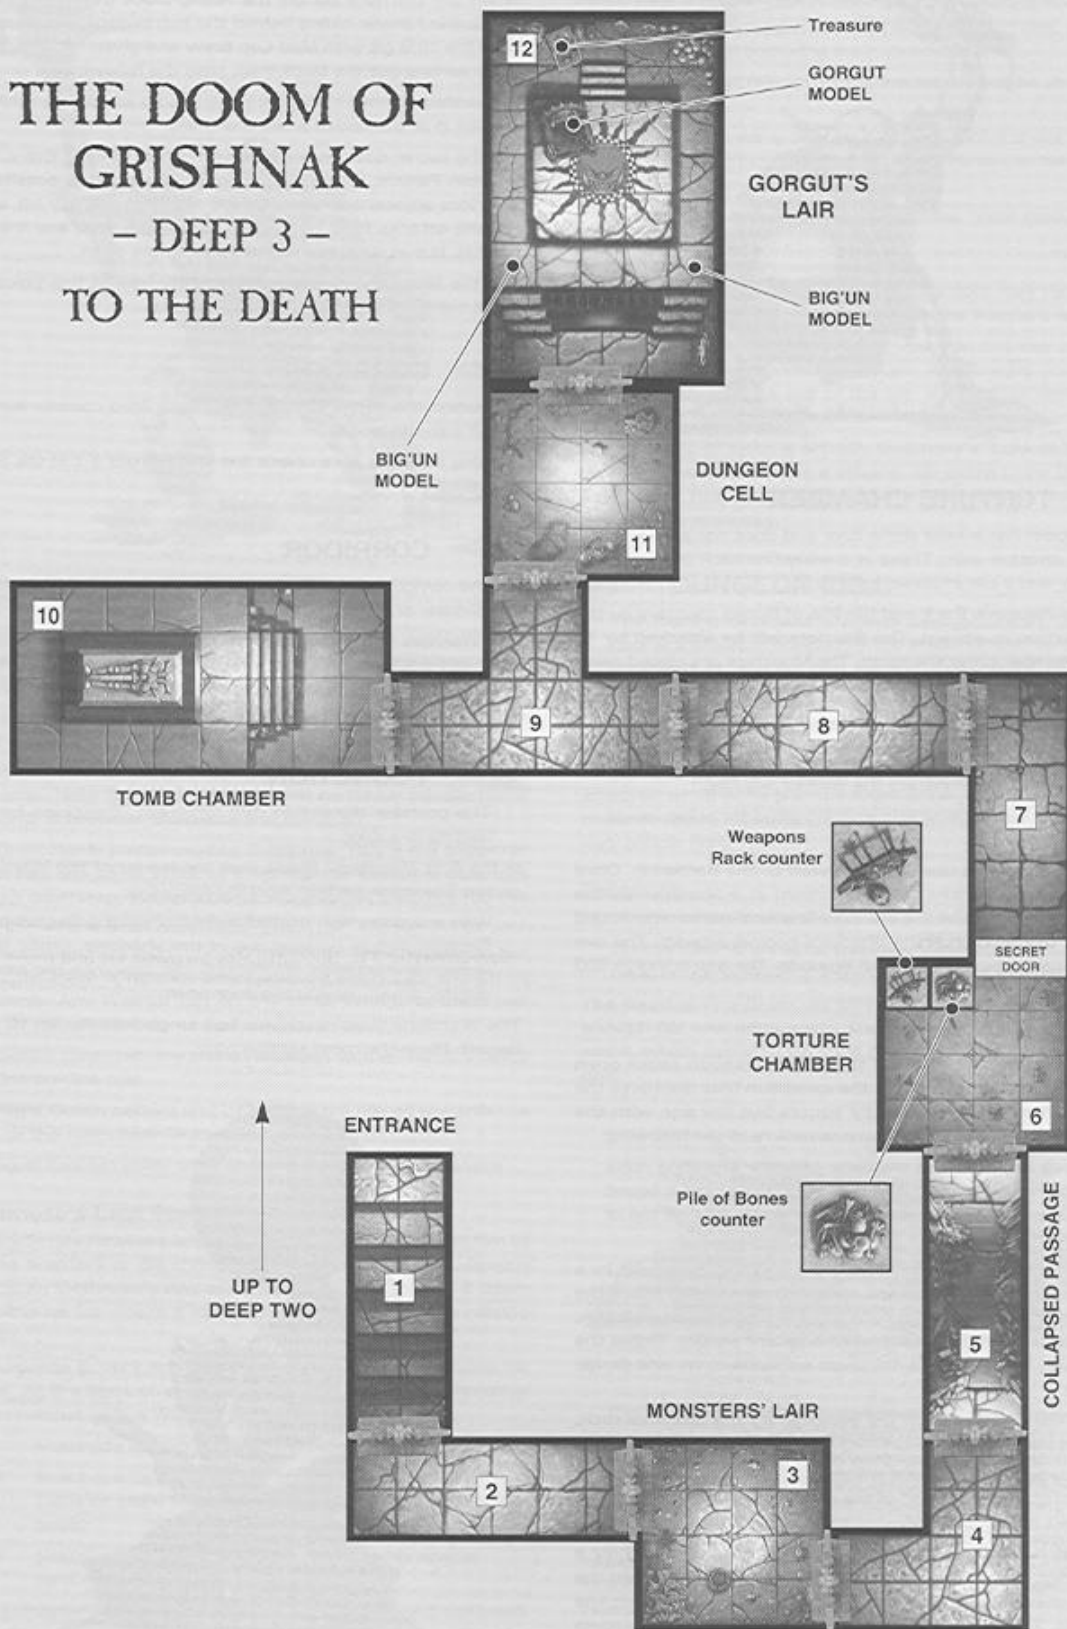 THE DOOM OF
GRISHNAK
– DEEP 3 –
TO THE DEATH
12
Treasure
GORGUT
MODEL
GORGUT'S
LAIR
BIG'UN
MODEL
BIG'UN
MODEL
DUNGEON
CELL
11
10
9
8
TOMB CHAMBER
7
Weapons
Rack counter
SECRET
DOOR
TORTURE
CHAMBER
6
ENTRANCE
Pile of Bones
counter
1
UP TO
DEEP TWO
5
COLLAPSED PASSAGE
MONSTERS' LAIR
3
2
4